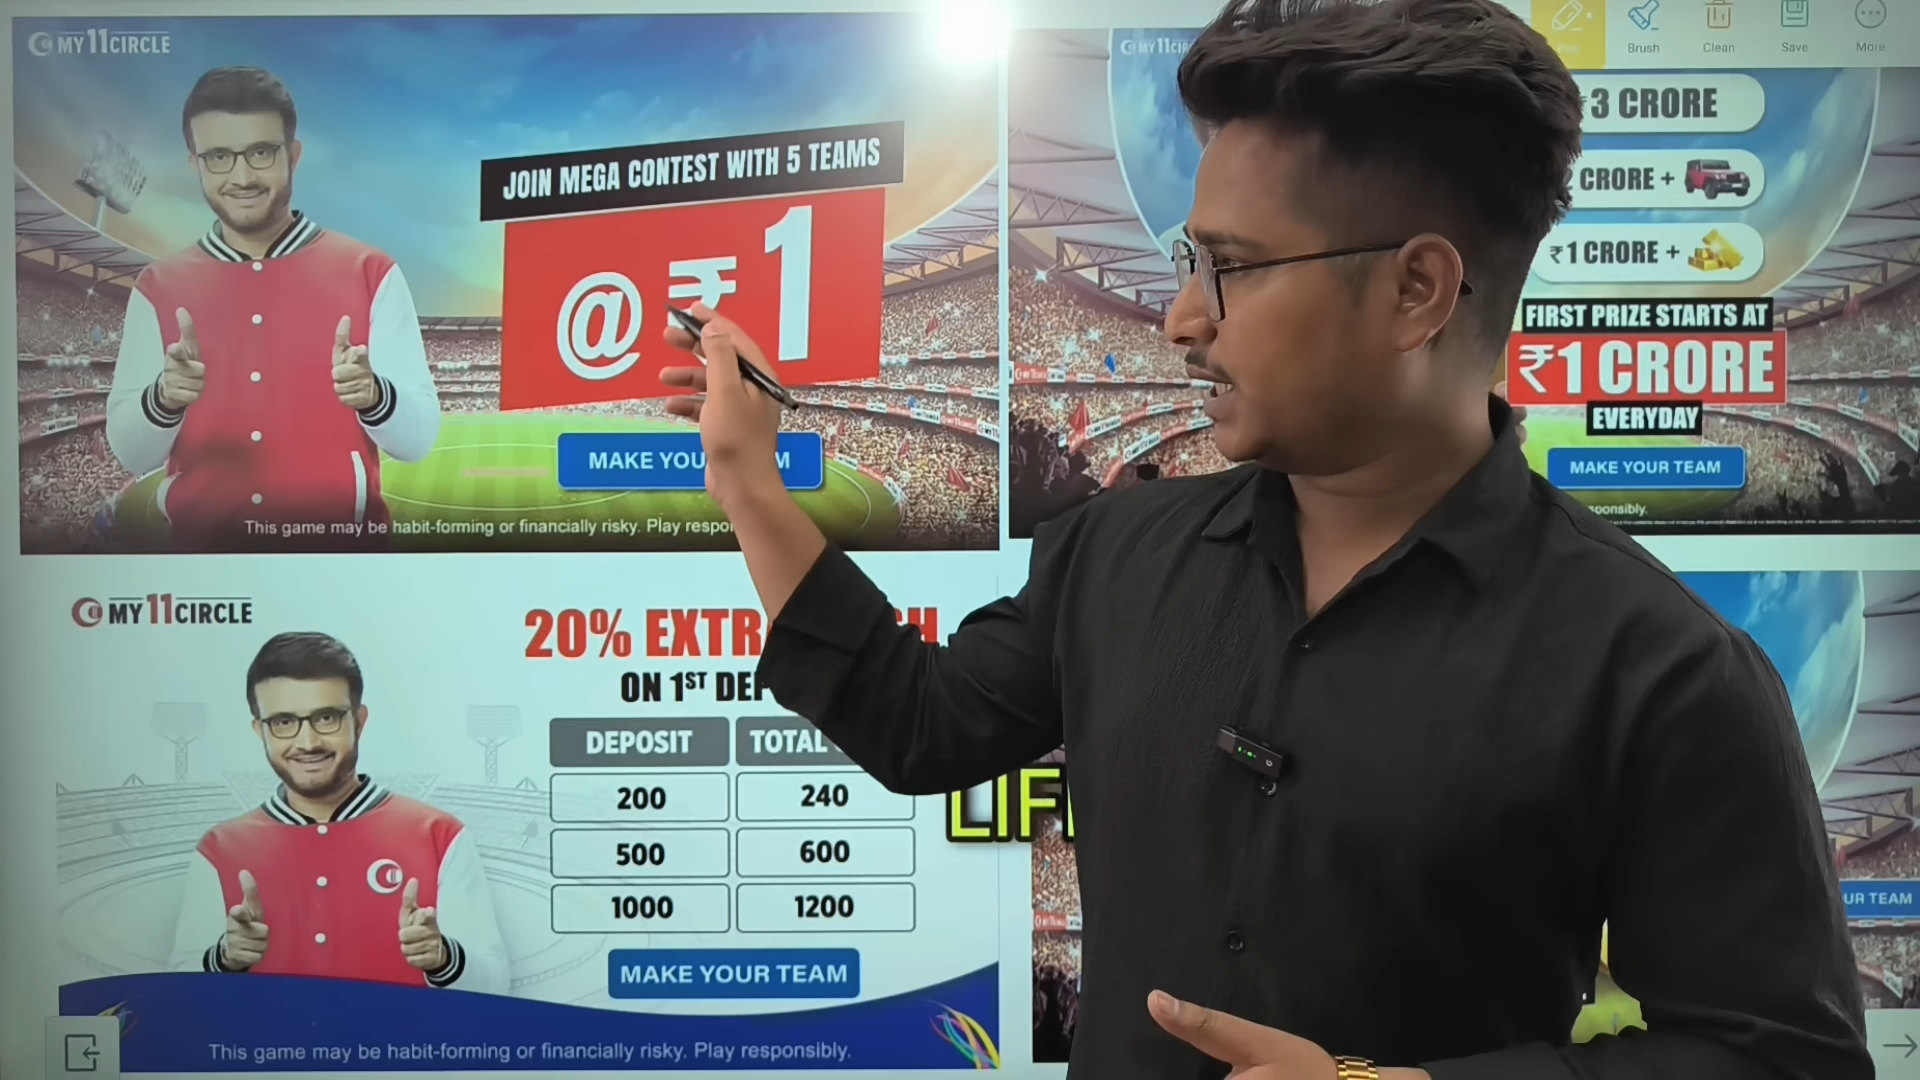 MY11CIRCLE
JOIN MEGA CONTEST WITH 5 TEAMS
@ ₹1
MAKE YOU
M
This game may be habit-forming or financially risky. Play respo
MY11CIR
Brush
Clean
Save
More
₹3 CRORE
CRORE +
₹1 CRORE +
FIRST PRIZE STARTS AT
₹1 CRORE
EVERYDAY
MAKE YOUR TEAM
sponsibly.
MY11CIRCLE
20% EXTR
H
ON 1ST DEP
DEPOSIT
TOTAL
200
240
500
600
1000
1200
MAKE YOUR TEAM
This game may be habit-forming or financially risky. Play responsibly.
LIF
UR TEAM